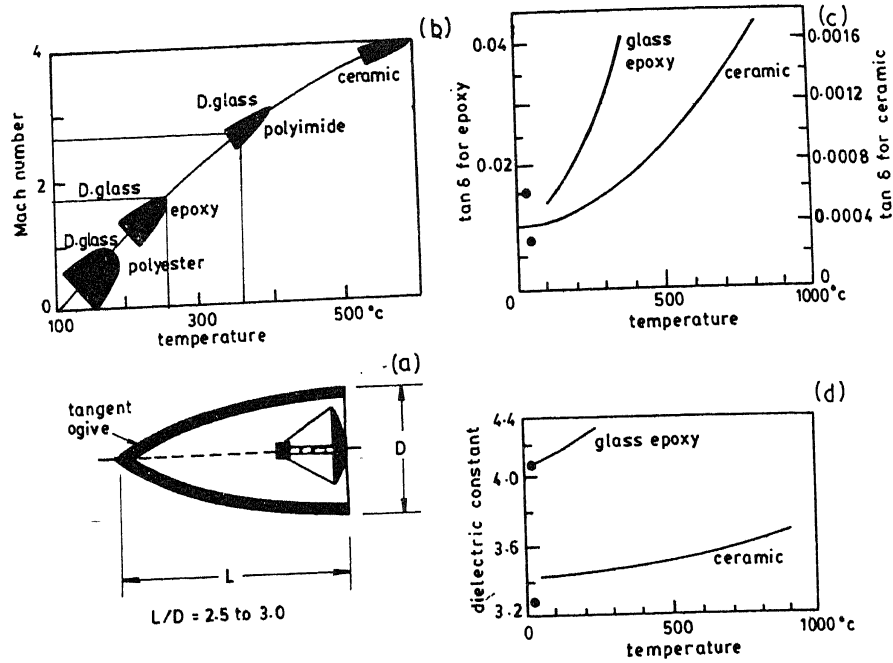 (b)
4
2
0
Mach number
ceramic
D.glass
polyimide
D.glass
epoxy
D.glass
polyester
100
300
500°c
temperature
(c)
0.04
0.02
0
tan δ for epoxy
glass
epoxy
ceramic
0.0016
0.0012
0.0008
0.0004
0
tan δ for ceramic
500
1000°c
temperature
(a)
tangent
ogive
D
L
L/D = 2.5 to 3.0
(d)
4.4
4.0
3.6
3.2
dielectric constant
glass epoxy
ceramic
0
500
1000°c
temperature